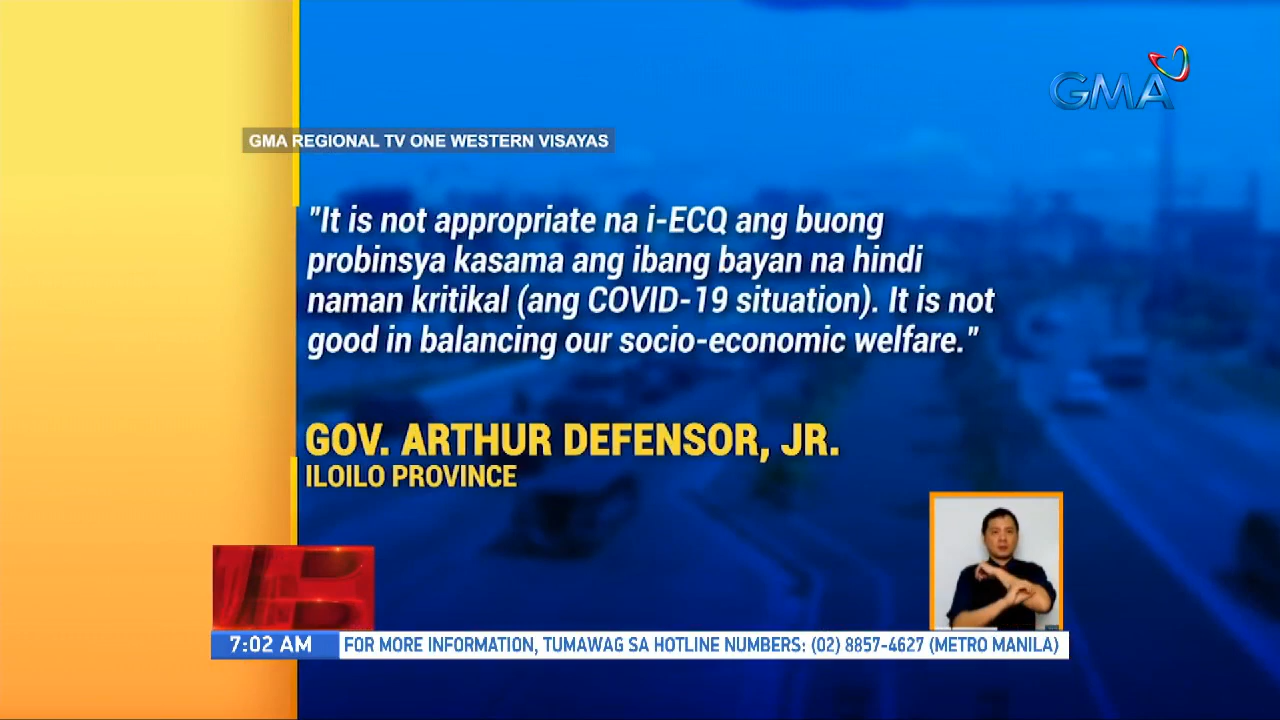 GMA
GMA REGIONAL TV ONE WESTERN VISAYAS
"It is not appropriate na i-ECQ ang buong
probinsya kasama ang ibang bayan na hindi
naman kritikal (ang COVID-19 situation). It is not
good in balancing our socio-economic welfare."
GOV. ARTHUR DEFENSOR, JR.
ILOILO PROVINCE
7:02 AM
FOR MORE INFORMATION, TUMAWAG SA HOTLINE NUMBERS: (02) 8857-4627 (METRO MANILA)